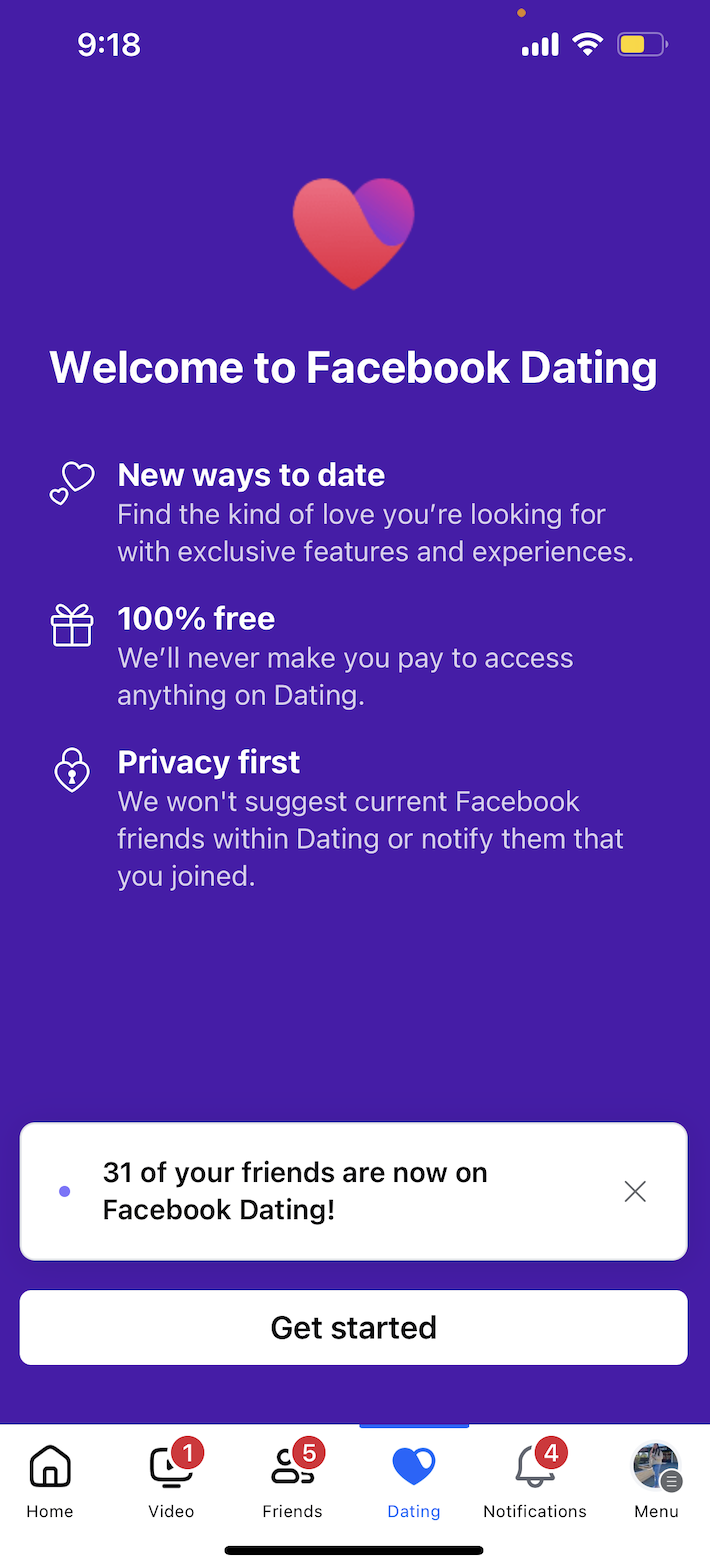 9:18
Welcome to Facebook Dating
New ways to date
Find the kind of love you’re looking for
with exclusive features and experiences.
100% free
We’ll never make you pay to access
anything on Dating.
Privacy first
We won't suggest current Facebook
friends within Dating or notify them that
you joined.
31 of your friends are now on
Facebook Dating!
Get started
1
5
4
Home
Video
Friends
Dating
Notifications
Menu